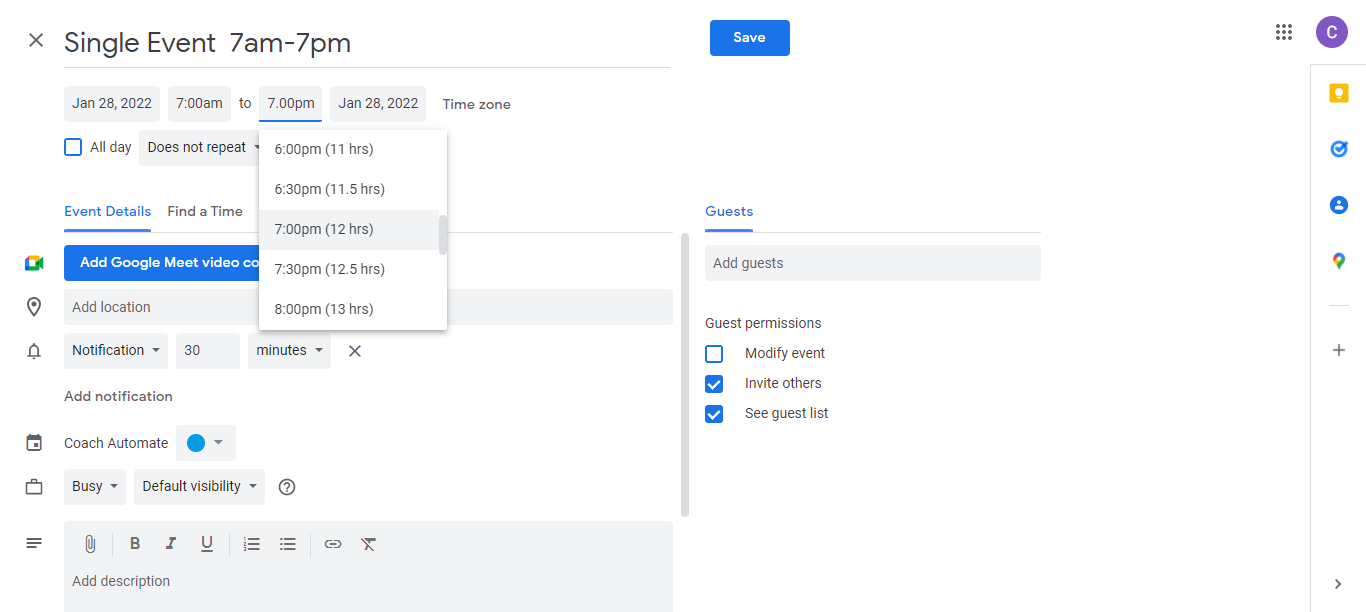 Single Event  7am-7pm
Save
C
Jan 28, 2022 7:00am to 7.00pm Jan 28, 2022 Time zone
All day Does not repeat
6:00pm (11 hrs)
6:30pm (11.5 hrs)
7:00pm (12 hrs)
7:30pm (12.5 hrs)
8:00pm (13 hrs)
Event Details Find a Time
Guests
Add Google Meet video co
Add guests
Add location
Guest permissions
Notification 30 minutes
Modify event
Invite others
Add notification
See guest list
Coach Automate
Busy Default visibility
B I U
Add description